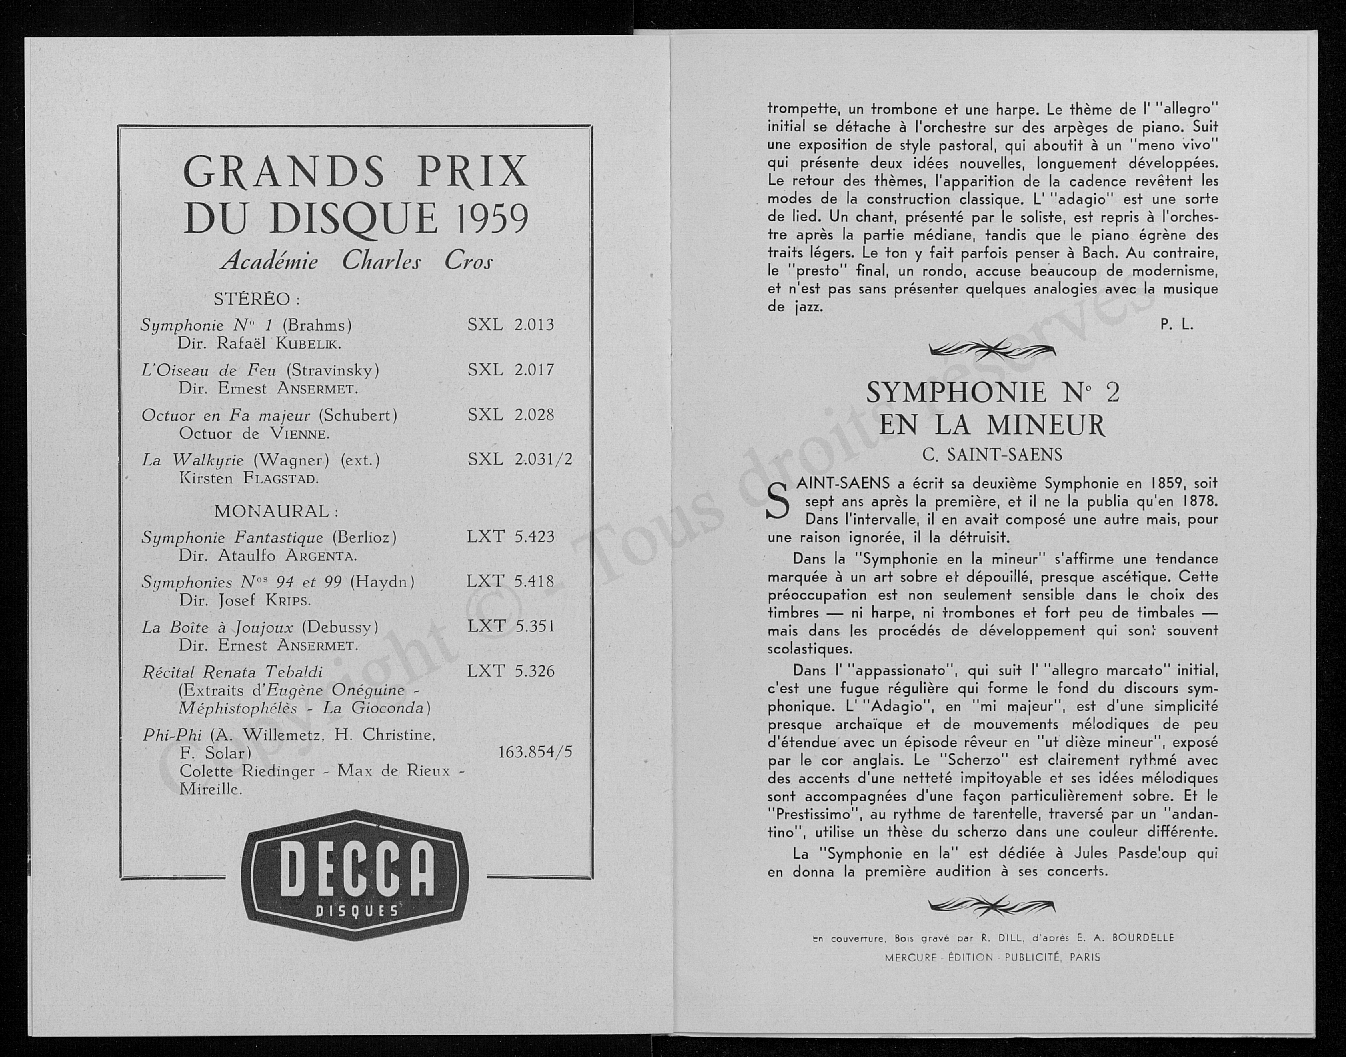 GRANDS PRIX
DU DISQUE 1959
Académie Charles Cros
STÉRÉO :
Symphonie N° 1 (Brahms) SXL 2.013
Dir. Rafaël KUBELIK.
L'Oiseau de Feu (Stravinsky) SXL 2.017
Dir. Ernest ANSERMET.
Octuor en Fa majeur (Schubert) SXL 2.028
Octuor de VIENNE.
La Walkyrie (Wagner) (ext.) SXL 2.031/2
Kirsten FLAGSTAD.
MONAURAL :
Symphonie Fantastique (Berlioz) LXT 5.423
Dir. Ataulfo ARGENTA.
Symphonies Nos 94 et 99 (Haydn) LXT 5.418
Dir. Josef KRIPS.
La Boîte à Joujoux (Debussy) LXT 5.351
Dir. Ernest ANSERMET.
Récital Renata Tebaldi LXT 5.326
(Extraits d'Eugène Onéguine -
Méphistophélès - La Gioconda)
Phi-Phi (A. Willemetz, H. Christine,
F. Solar) 163.854/5
Colette Riedinger - Max de Rieux -
Mireille.
DECCA
DISQUES
trompette, un trombone et une harpe. Le thème de l' "allegro"
initial se détache à l'orchestre sur des arpèges de piano. Suit
une exposition de style pastoral, qui aboutit à un "meno vivo"
qui présente deux idées nouvelles, longuement développées.
Le retour des thèmes, l'apparition de la cadence revêtent les
modes de la construction classique. L' "adagio" est une sorte
de lied. Un chant, présenté par le soliste, est repris à l'orches-
tre après la partie médiane, tandis que le piano égrène des
traits légers. Le ton y fait parfois penser à Bach. Au contraire,
le "presto" final, un rondo, accuse beaucoup de modernisme,
et n'est pas sans présenter quelques analogies avec la musique
de jazz.
P. L.
SYMPHONIE N° 2
EN LA MINEUR
C. SAINT-SAENS
SAINT-SAENS a écrit sa deuxième Symphonie en 1859, soit
sept ans après la première, et il ne la publia qu'en 1878.
Dans l'intervalle, il en avait composé une autre mais, pour
une raison ignorée, il la détruisit.
Dans la "Symphonie en la mineur" s'affirme une tendance
marquée à un art sobre et dépouillé, presque ascétique. Cette
préoccupation est non seulement sensible dans le choix des
timbres — ni harpe, ni trombones et fort peu de timbales —
mais dans les procédés de développement qui sont souvent
scolastiques.
Dans l' "appassionato", qui suit l' "allegro marcato" initial,
c'est une fugue régulière qui forme le fond du discours sym-
phonique. L' "Adagio", en "mi majeur", est d'une simplicité
presque archaïque et de mouvements mélodiques de peu
d'étendue avec un épisode rêveur en "ut dièze mineur", exposé
par le cor anglais. Le "Scherzo" est clairement rythmé avec
des accents d'une netteté impitoyable et ses idées mélodiques
sont accompagnées d'une façon particulièrement sobre. Et le
"Prestissimo", au rythme de tarentelle, traversé par un "andan-
tino", utilise un thèse du scherzo dans une couleur différente.
La "Symphonie en la" est dédiée à Jules Pasdeloup qui
en donna la première audition à ses concerts.
En couverture, Bois gravé par R. DILL, d'après E. A. BOURDELLE
MERCURE - ÉDITION - PUBLICITÉ, PARIS
Copyright © - Tous droits réservés.